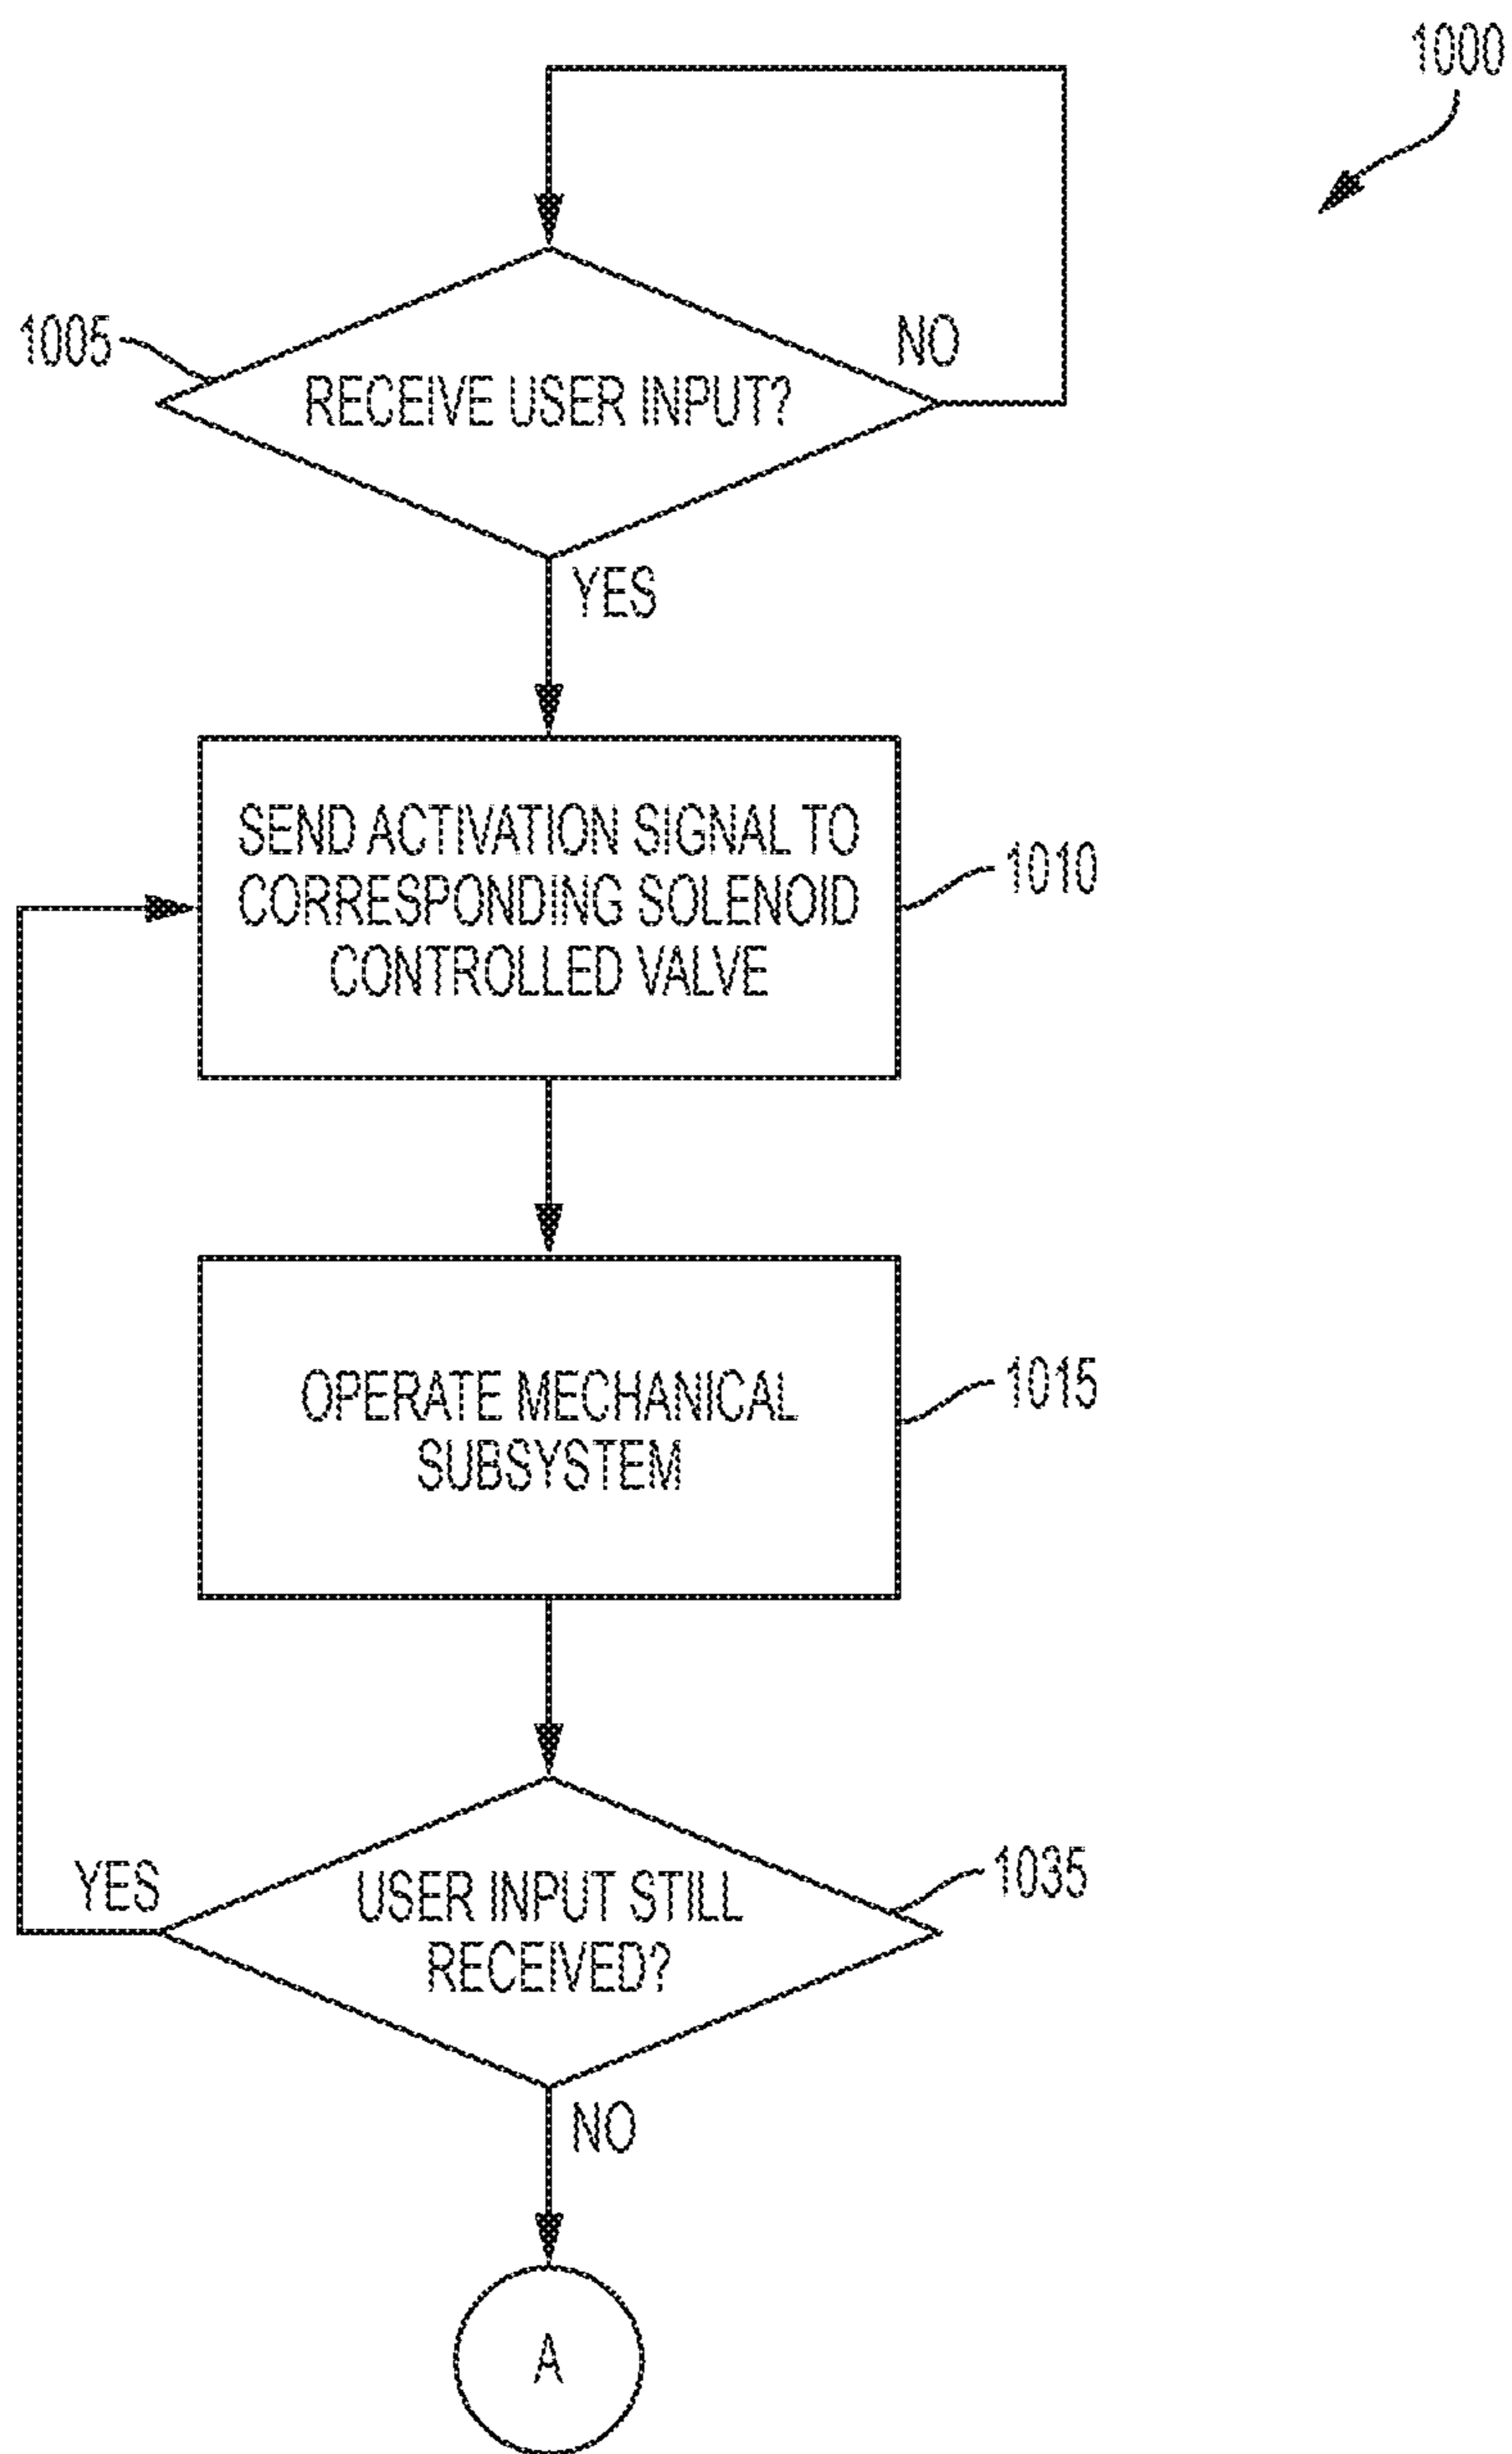 1000
1005
RECEIVE USER INPUT?
NO
YES
SEND ACTIVATION SIGNAL TO
CORRESPONDING SOLENOID
CONTROLLED VALVE
1010
OPERATE MECHANICAL
SUBSYSTEM
1015
YES
USER INPUT STILL
RECEIVED?
1035
NO
A